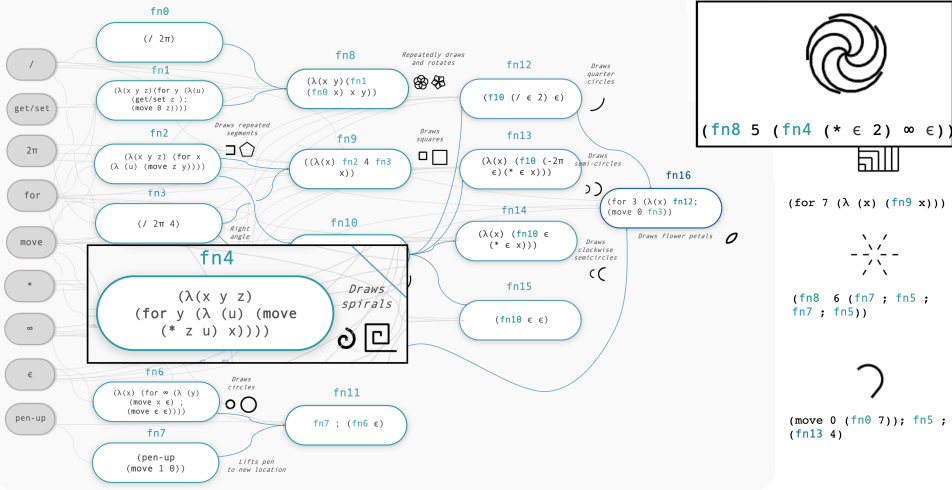 /
get/set
2π
for
move
*
∞
ϵ
pen-up
fn0
(/ 2π)
fn1
(λ(x y z)(for y (λ(u)
(get/set z );
(move 0 z))))
fn2
(λ(x y z) (for x
(λ (u) (move z y))))
Draws repeated
segments
fn3
(/ 2π 4)
Right
angle
fn4
(λ(x y z)
(for y (λ (u) (move
(* z u) x))))
Draws
spirals
fn6
(λ(x) (for ∞ (λ (y)
(move x ϵ) ;
(move ϵ ϵ))))
Draws
circles
fn7
(pen-up
(move 1 0))
Lifts pen
to new location
fn8
(λ(x y)(fn1
(fn0 x) x y))
Repeatedly draws
and rotates
fn9
((λ(x) fn2 4 fn3
x))
Draws
squares
fn10
fn11
fn7 ; (fn6 ϵ)
fn12
(f10 (/ ϵ 2) ϵ)
Draws
quarter
circles
fn13
(λ(x) (f10 (-2π
ϵ)(* ϵ x)))
Draws
semi-circles
fn14
(λ(x) (fn10 ϵ
(* ϵ x)))
Draws
clockwise
semicircles
fn15
(fn10 ϵ ϵ)
fn16
(for 3 (λ(x) fn12;
(move 0 fn3))
Draws flower petals
(fn8 5 (fn4 (* ϵ 2) ∞ ϵ))
(for 7 (λ (x) (fn9 x)))
(fn8 6 (fn7 ; fn5 ;
fn7 ; fn5))
(move 0 (fn0 7)); fn5 ;
(fn13 4)